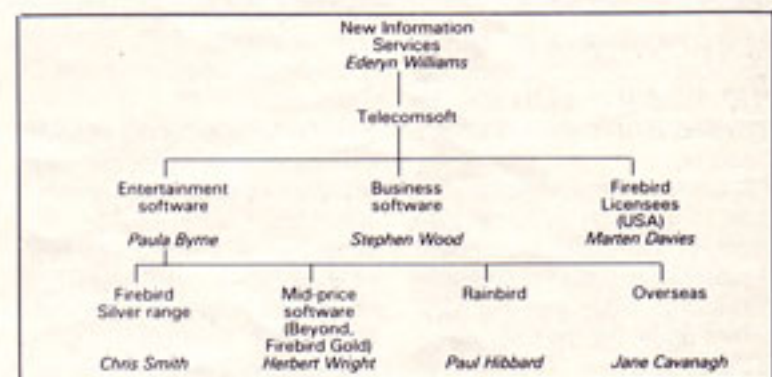 New Information
Services
Ederyn Williams
Telecomsoft
Entertainment
software
Paula Byrne
Business
software
Stephen Wood
Firebird
Licensees
(USA)
Marten Davies
Firebird
Silver range
Chris Smith
Mid-price
software
(Beyond,
Firebird Gold)
Herbert Wright
Rainbird
Paul Hibbard
Overseas
Jane Cavanagh